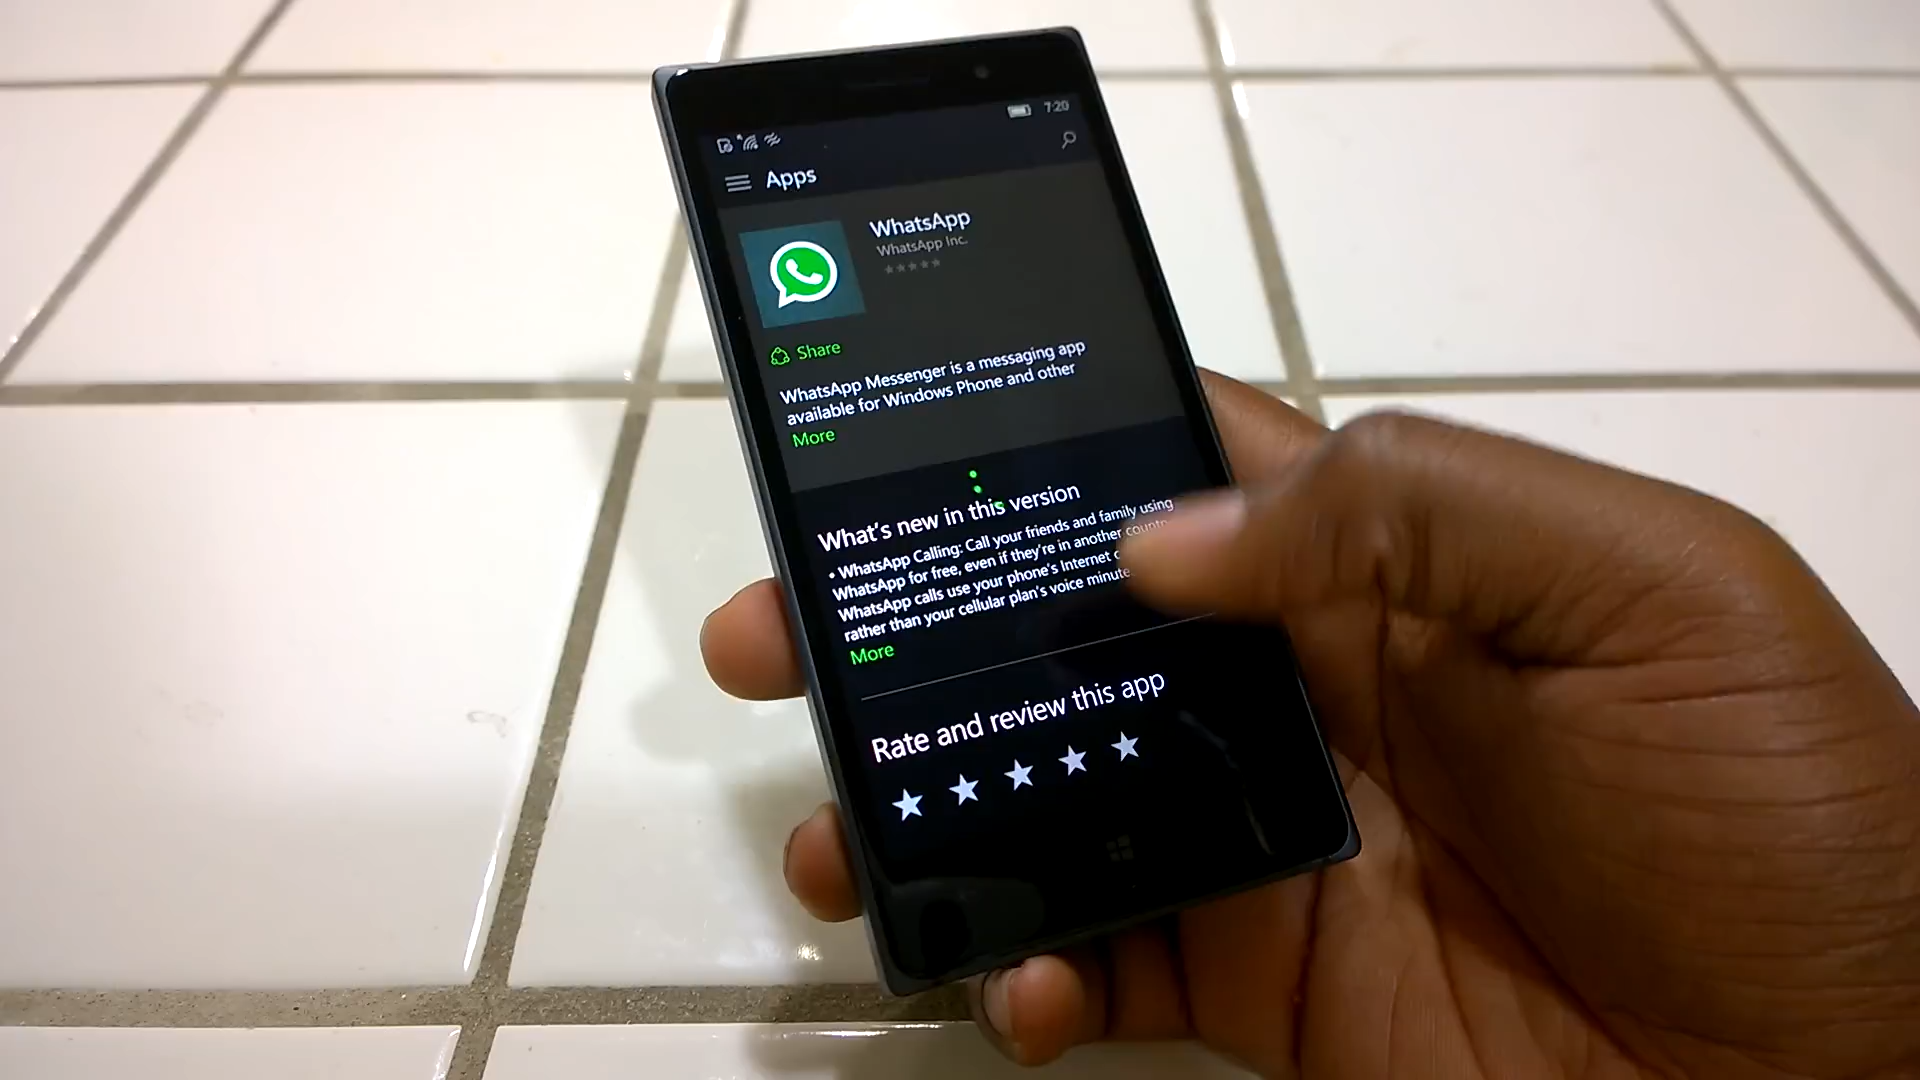 7:20
Apps
WhatsApp
WhatsApp Inc.
Share
WhatsApp Messenger is a messaging app
available for Windows Phone and other
More
What's new in this version
• WhatsApp Calling: Call your friends and family using
WhatsApp for free, even if they're in another
WhatsApp calls use your phone's Internet
rather than your cellular plan's voice
More
Rate and review this app